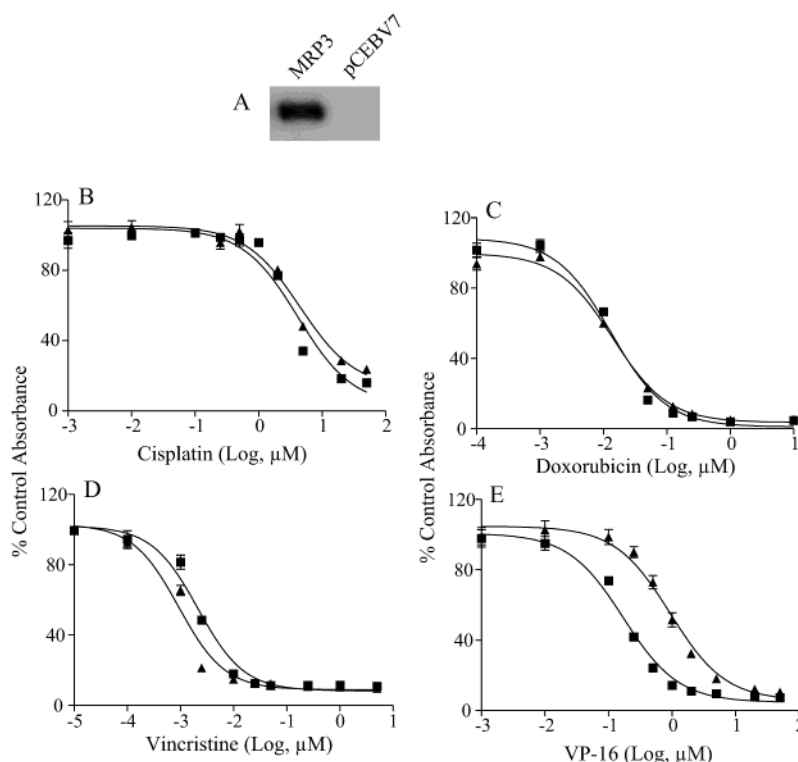 MRP3
pCEBV7
A
B
120
80
40
0
-3 -2 -1 0 1 2
Cisplatin (Log, µM)
C
120
80
40
0
-4 -3 -2 -1 0 1
Doxorubicin (Log, µM)
% Control Absorbance
% Control Absorbance
D
120
80
40
0
-5 -4 -3 -2 -1 0 1
Vincristine (Log, µM)
E
120
80
40
0
-3 -2 -1 0 1 2
VP-16 (Log, µM)